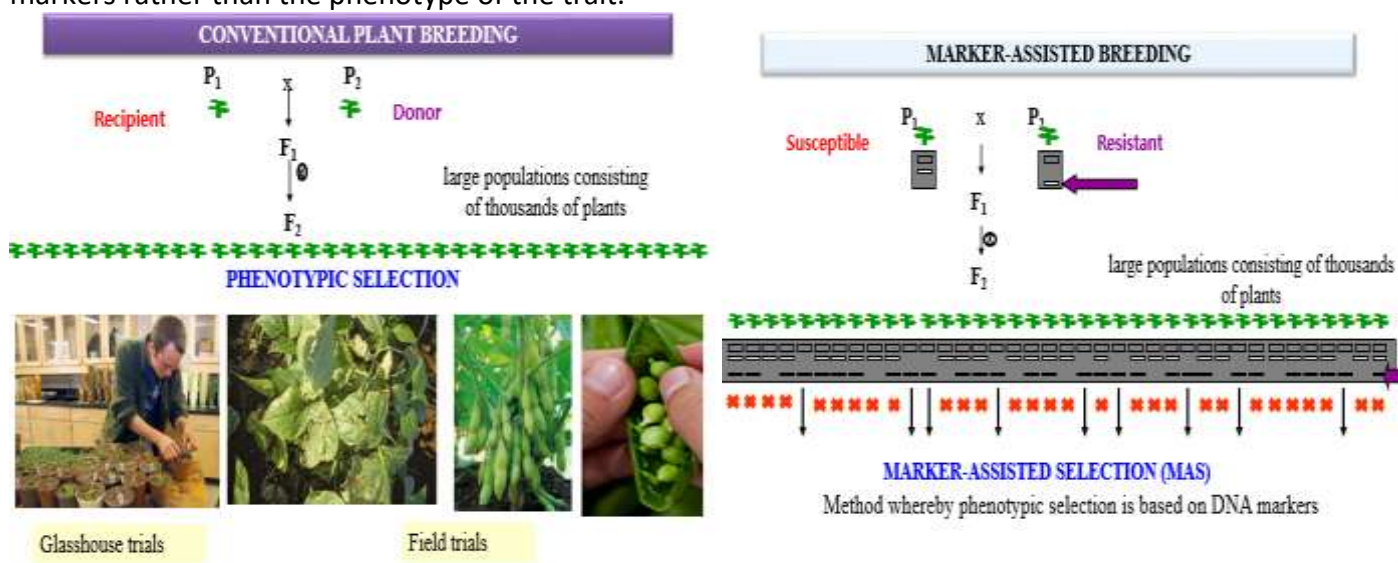 markers rather than the phenotype of the trait.
CONVENTIONAL PLANT BREEDING
P1 x P2
Recipient
Donor
F1
large populations consisting
of thousands of plants
F2
PHENOTYPIC SELECTION
Glasshouse trials
Field trials
MARKER-ASSISTED BREEDING
P1 x P2
Susceptible
Resistant
F1
large populations consisting of thousands
of plants
F2
MARKER-ASSISTED SELECTION (MAS)
Method whereby phenotypic selection is based on DNA markers